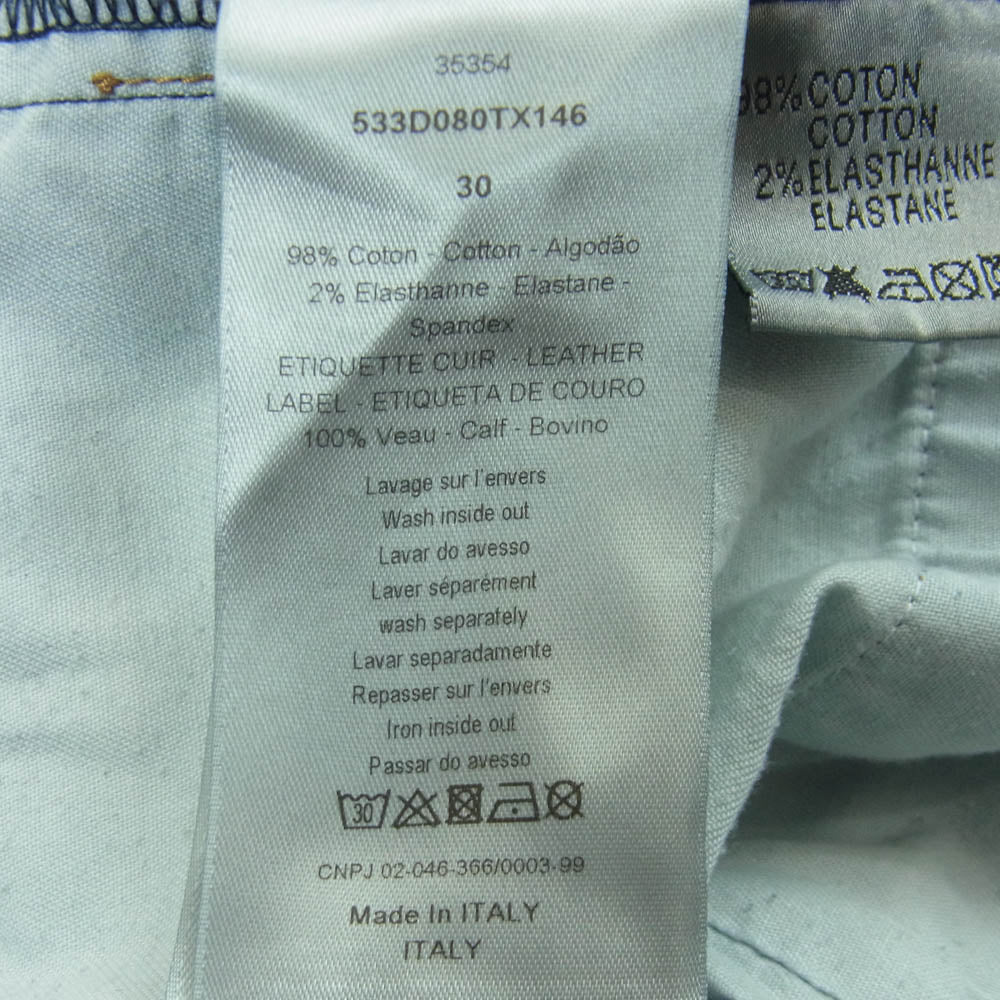 35354
533D080TX146
30
98% Coton - Cotton - Algodão
2% Elasthanne - Elastane -
Spandex
ETIQUETTE CUIR - LEATHER
LABEL - ETIQUETA DE COURO
100% Veau - Calf - Bovino
Lavage sur l'envers
Wash inside out
Lavar do avesso
Laver séparément
wash separately
Lavar separadamente
Repasser sur l'envers
Iron inside out
Passar do avesso
30
CNPJ 02-046-366/0003-99
Made In ITALY
ITALY
98% COTON
COTTON
2% ELASTHANNE
ELASTANE